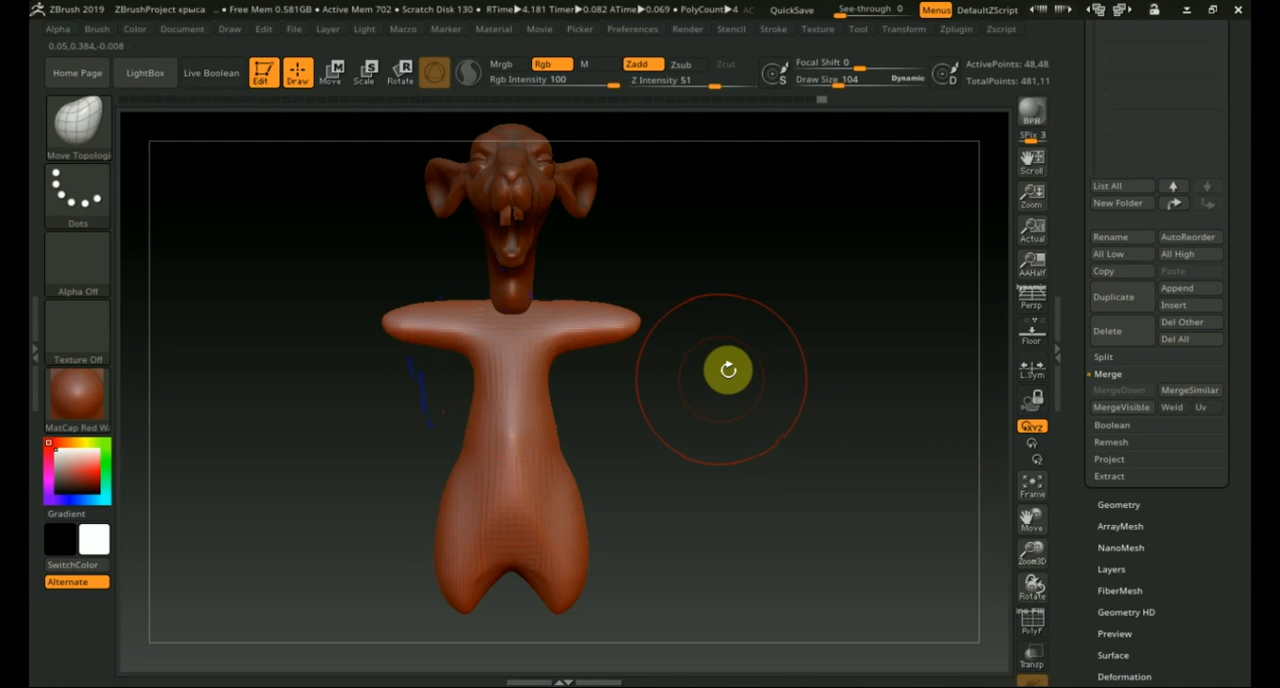 ZBrush 2019 ZBrushProject крыса .. • Free Mem 0.581GB • Active Mem 702 • Scratch Disk 130 • RTime▶4.181 Timer▶0.082 ATime▶0.069 • PolyCount▶4 AC QuickSave See-through 0 Menus DefaultZScript
Alpha Brush Color Document Draw Edit File Layer Light Macro Marker Material Movie Picker Preferences Render Stencil Stroke Texture Tool Transform Zplugin Zscript
0.05,0.384,-0.008
Home Page LightBox Live Boolean Edit Draw Move Scale Rotate
Mrgb Rgb M Zadd Zsub Zcut
Rgb Intensity 100 Z Intensity 51
Focal Shift 0
Draw Size 104 Dynamic
ActivePoints: 48,48
TotalPoints: 481,11
Move Topologi
Dots
Alpha Off
Texture Off
MatCap Red Wa
Gradient
SwitchColor
Alternate
BPR
SPix 3
Scroll
Zoom
Actual
AAHalf
Dynamic
Persp
Floor
L.Sym
XYZ
Frame
Move
Zoom3D
Rotate
Line Fill
PolyF
Transp
List All
New Folder
Rename AutoReorder
All Low All High
Copy Paste
Duplicate Append
Insert
Delete Del Other
Del All
Split
Merge
MergeDown MergeSimilar
MergeVisible Weld Uv
Boolean
Remesh
Project
Extract
Geometry
ArrayMesh
NanoMesh
Layers
FiberMesh
Geometry HD
Preview
Surface
Deformation